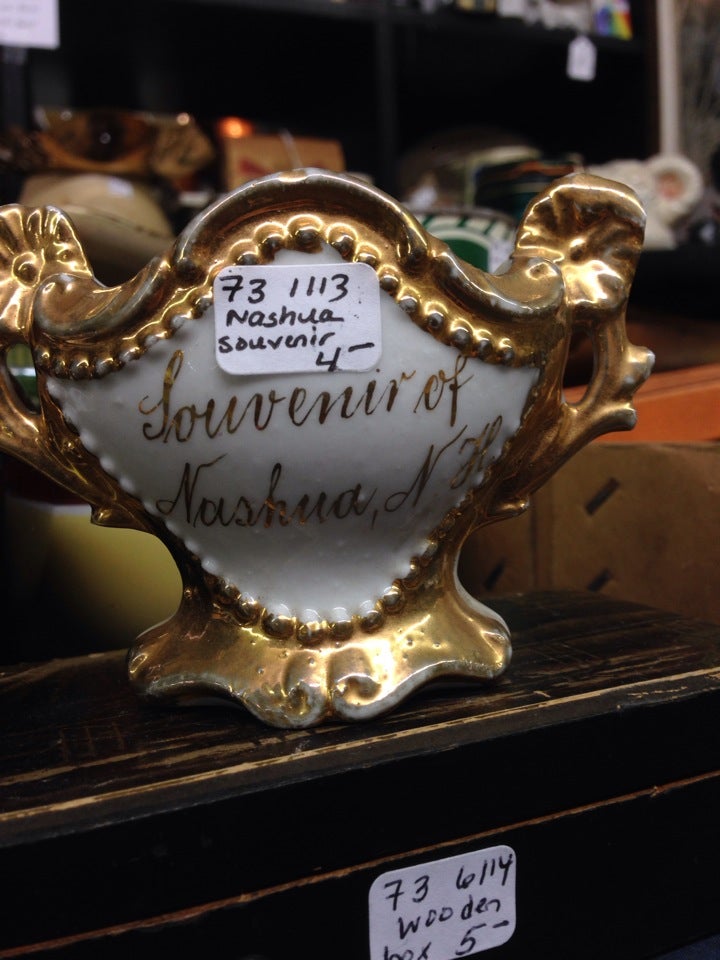 73 1113
Nashua
souvenir
4-
Souvenir of
Nashua, N.H.
73 6114
Wooden
box 5-